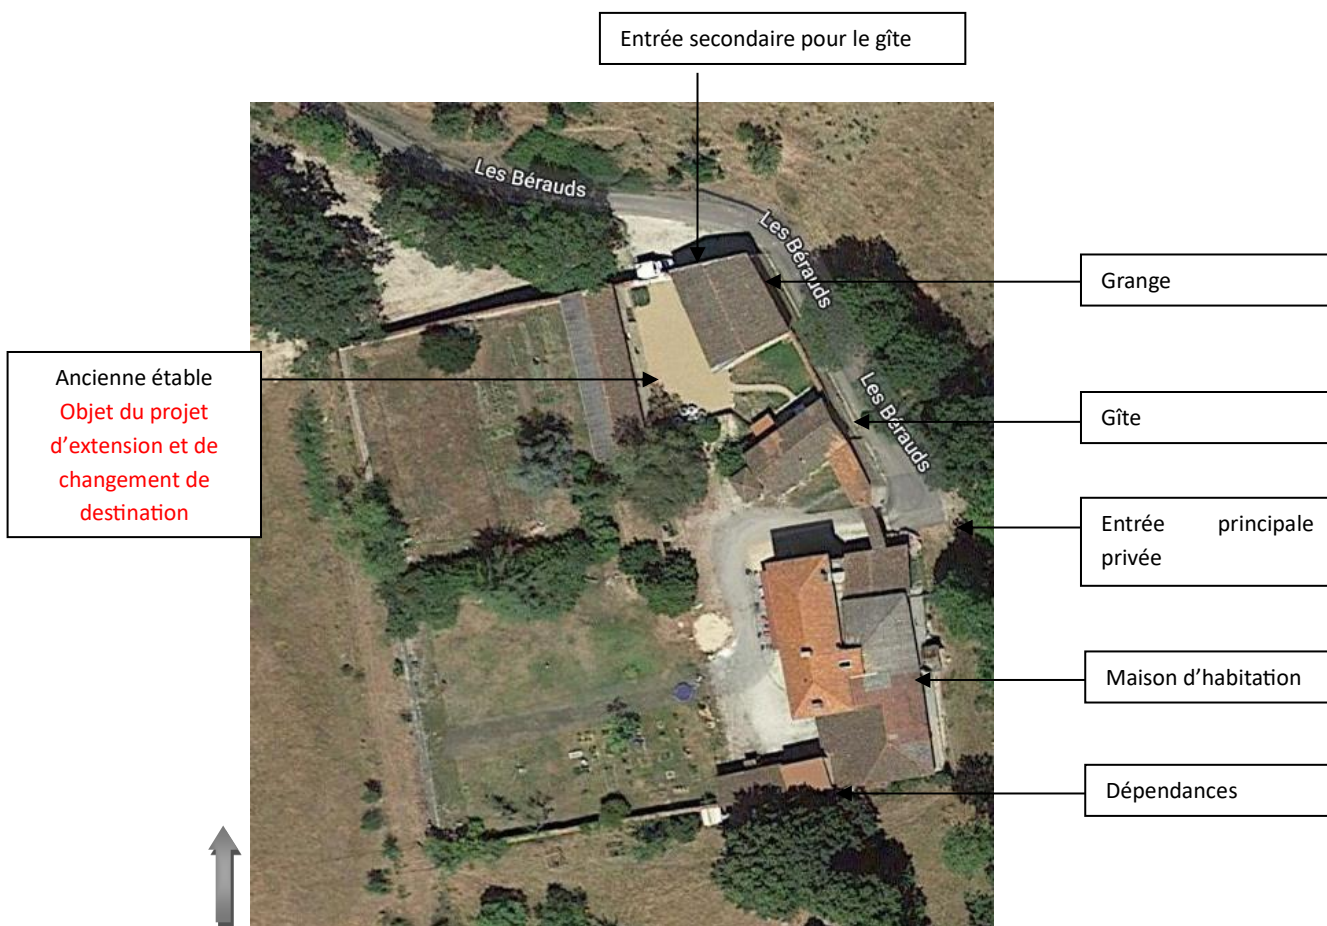 Entrée secondaire pour le gîte
Les Bérauds
Les Bérauds
Grange
Ancienne étable
Objet du projet
d’extension et de
changement de
destination
Les Bérauds
Gîte
Entrée principale
privée
Maison d’habitation
Dépendances